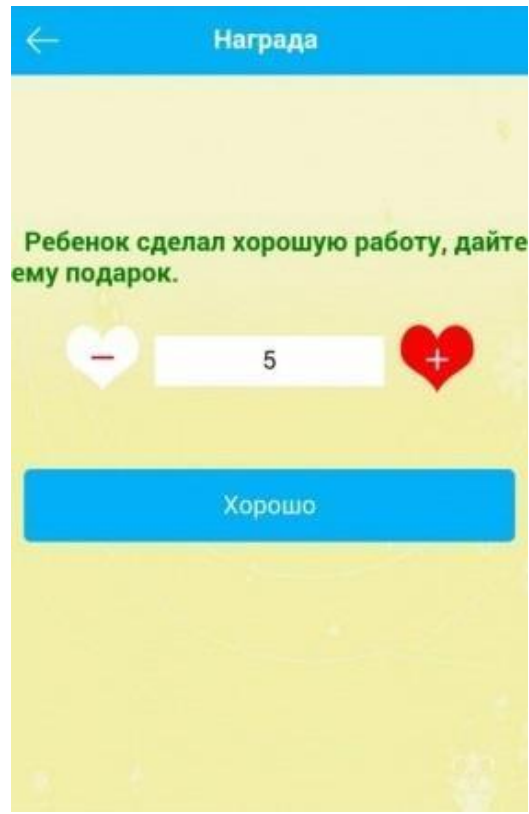 Награда
Ребенок сделал хорошую работу, дайте
ему подарок.
− 5 +
Хорошо